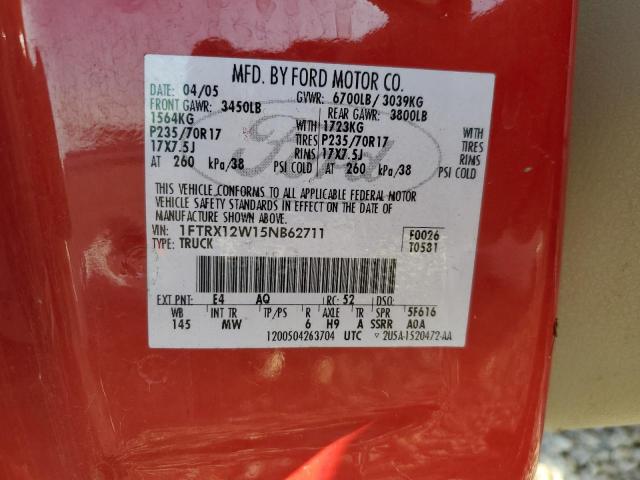 MFD. BY FORD MOTOR CO.
DATE 04/05 GVWR: 6700LB/ 3039KG
FRONT GAWR: 3450LB REAR GAWR: 3800LB
1564KG WITH 1723KG WITH
P235/70R17 TIRES P235/70R17 TIRES
17X7.5J RIMS 17X7.5J RIMS
AT 260 kPa/38 PSI COLD AT 260 kPa/38 PSI COLD
Ford
THIS VEHICLE CONFORMS TO ALL APPLICABLE FEDERAL MOTOR
VEHICLE SAFETY STANDARDS IN EFFECT ON THE DATE OF
MANUFACTURE SHOWN ABOVE.
VIN: 1FTRX12W15NB62711 F0026
TYPE: TRUCK T0531
EXT PNT: E4 AQ RC: 52 DSO:
WB INT TR TP/PS R AXLE TR SPR 5F616
145 MW 6 H9 A SSRR A0A
1200504263704 UTC 2U5A-1520472-AA